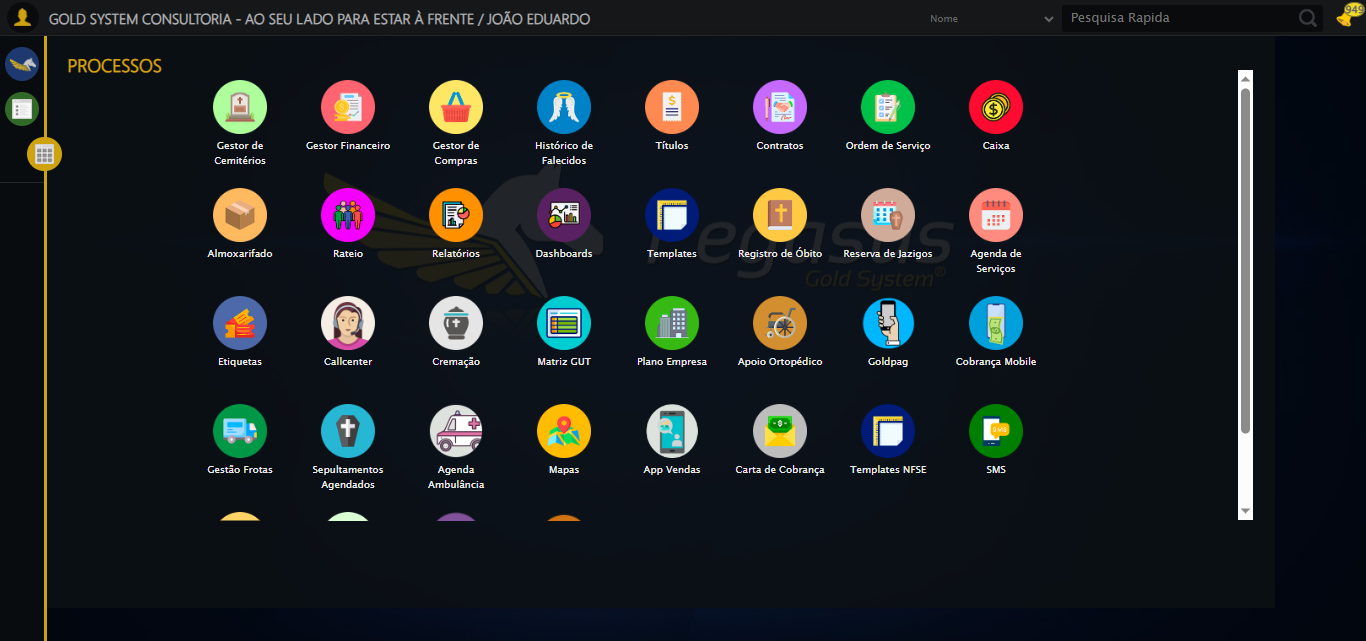 GOLD SYSTEM CONSULTORIA - AO SEU LADO PARA ESTAR À FRENTE / JOÃO EDUARDO
Nome
Pesquisa Rapida
949
PROCESSOS
Gestor de
Cemitérios
Gestor Financeiro
Gestor de
Compras
Histórico de
Falecidos
Títulos
Contratos
Ordem de Serviço
Caixa
Almoxarifado
Rateio
Relatórios
Dashboards
Templates
Registro de Óbito
Reserva de Jazigos
Agenda de
Serviços
Pegasus
Gold System®
Etiquetas
Callcenter
Cremação
Matriz GUT
Plano Empresa
Apoio Ortopédico
Goldpag
Cobrança Mobile
Gestão Frotas
Sepultamentos
Agendados
Agenda
Ambulância
Mapas
App Vendas
Carta de Cobrança
Templates NFSE
SMS
SMS